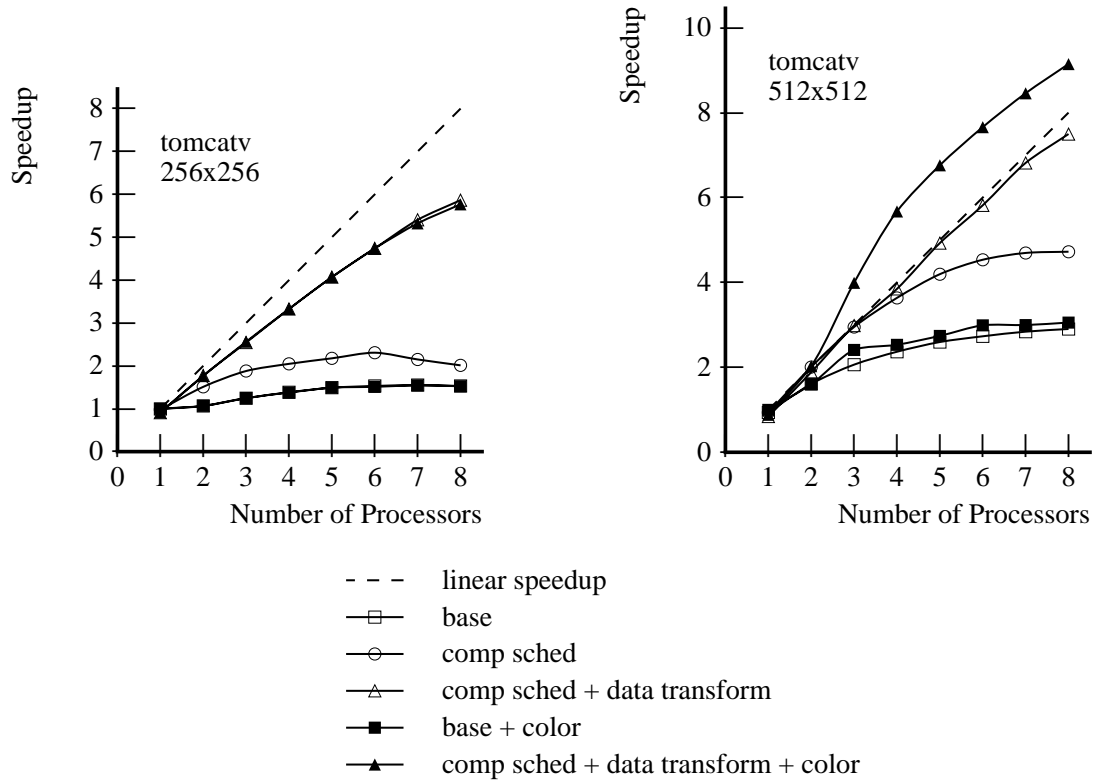 Speedup
8
7
6
5
4
3
2
1
0
tomcatv
256x256
0 1 2 3 4 5 6 7 8
Number of Processors
Speedup
10
8
6
4
2
0
tomcatv
512x512
0 1 2 3 4 5 6 7 8
Number of Processors
linear speedup
base
comp sched
comp sched + data transform
base + color
comp sched + data transform + color